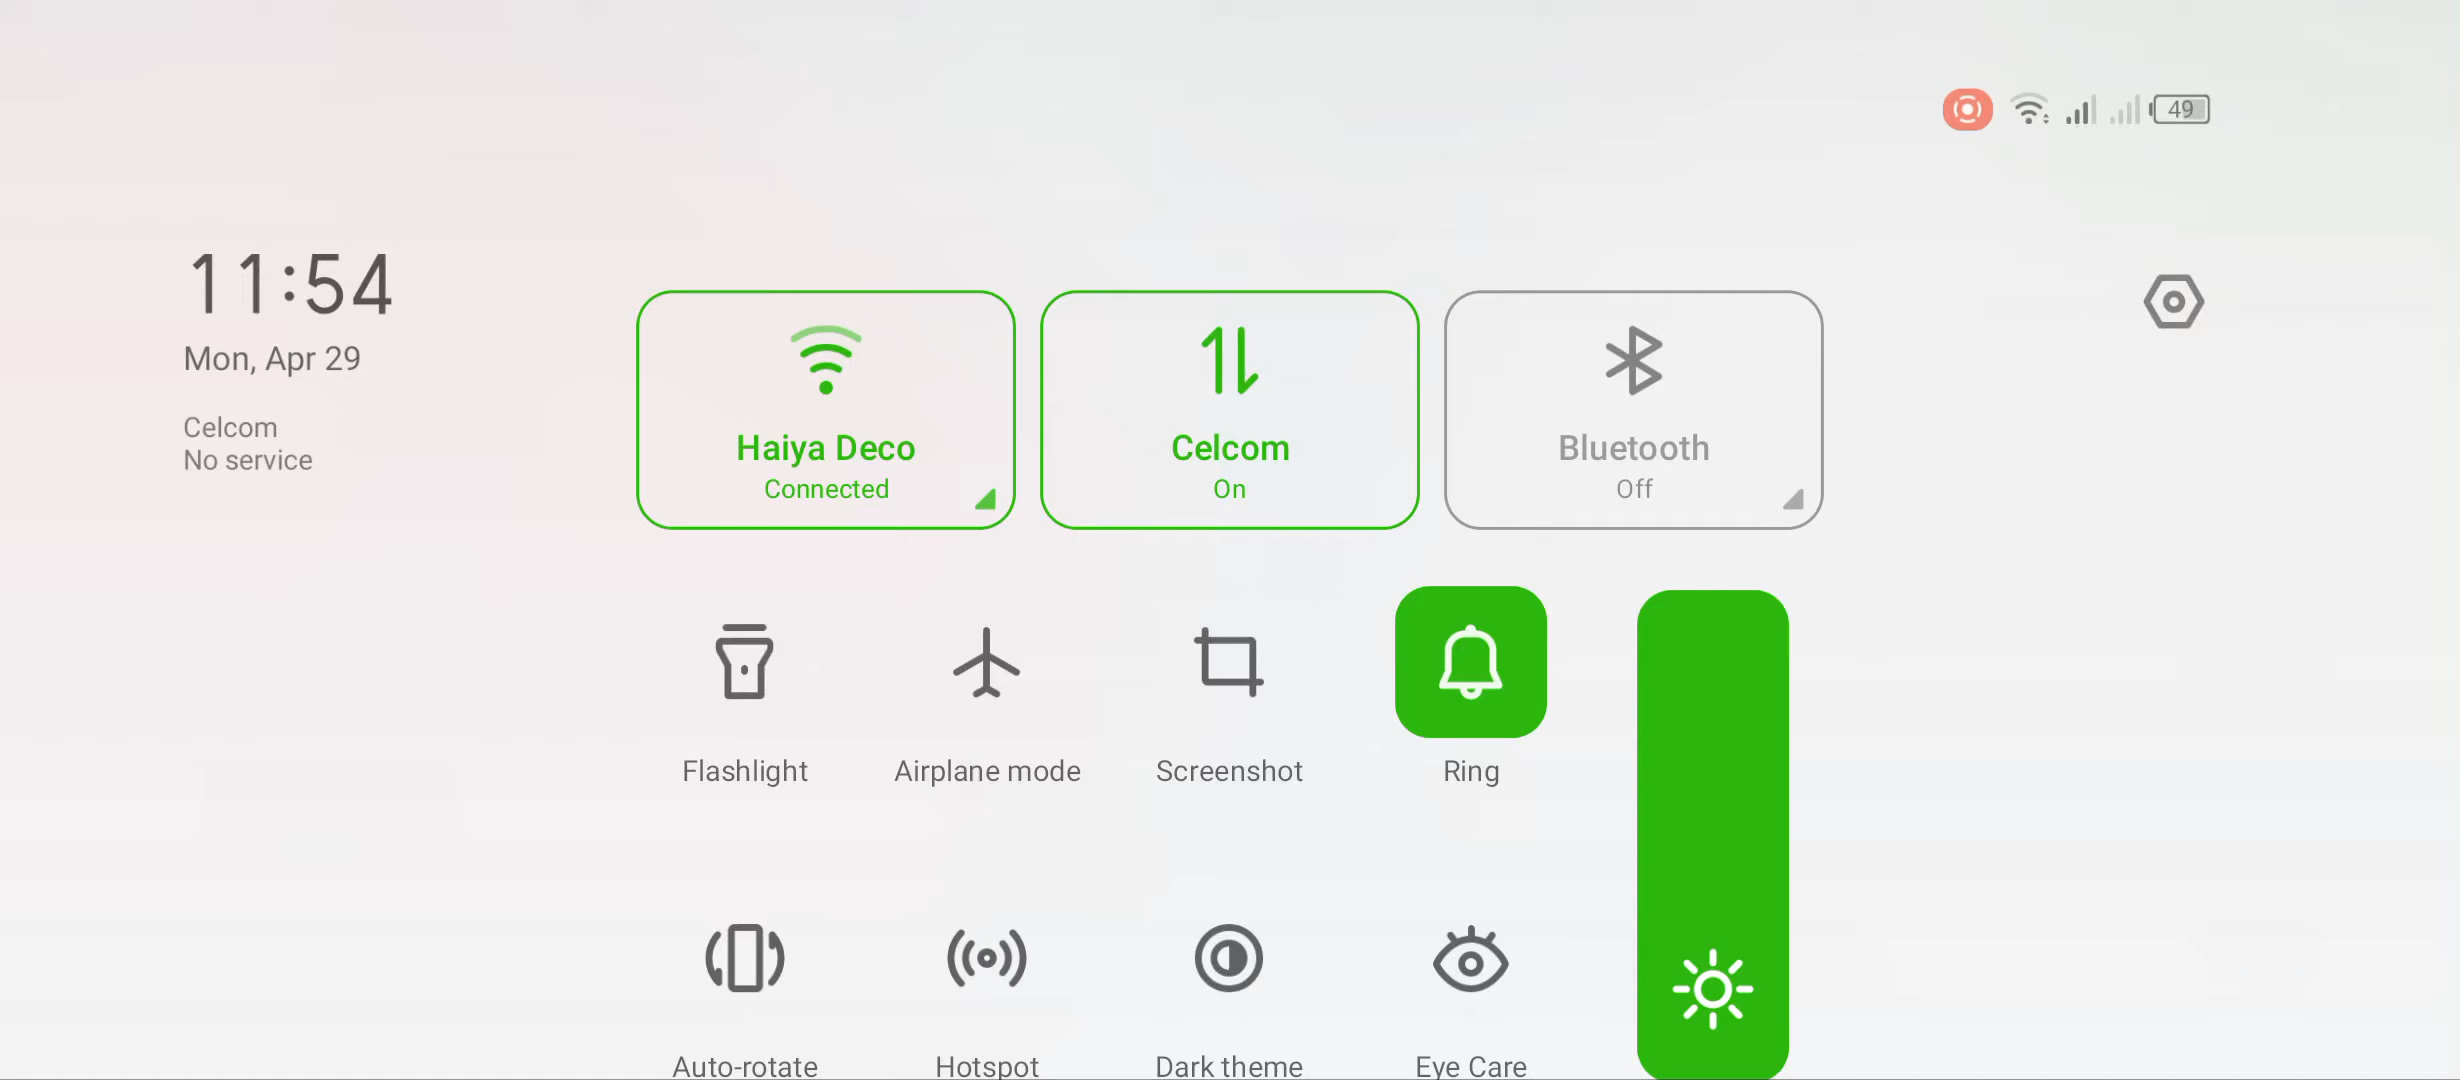 49
11:54
Mon, Apr 29
Celcom
No service
Haiya Deco
Connected
Celcom
On
Bluetooth
Off
Flashlight
Airplane mode
Screenshot
Ring
Auto-rotate
Hotspot
Dark theme
Eye Care